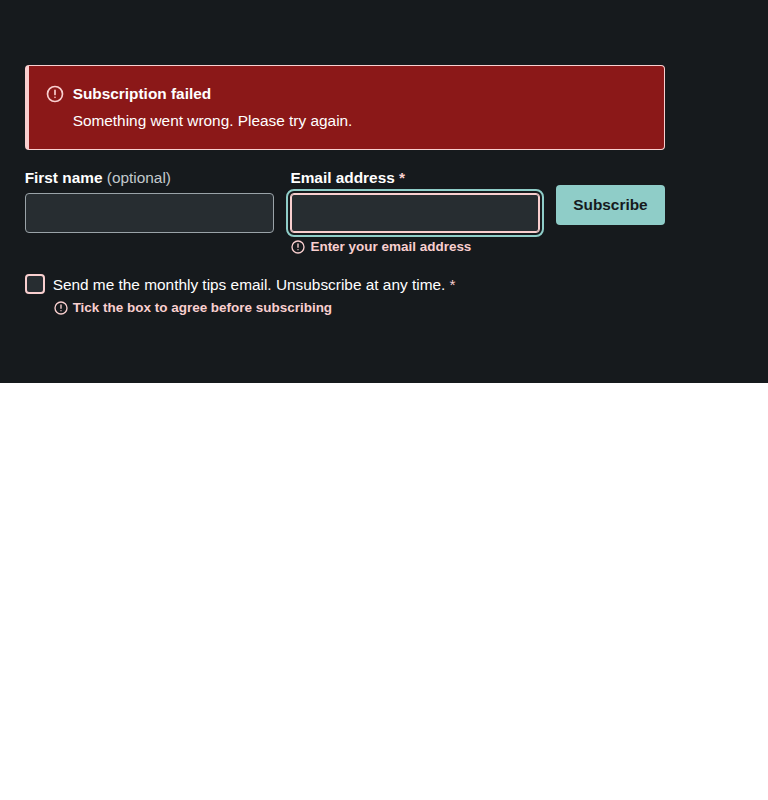 Subscription failed
Something went wrong. Please try again.
First name (optional)
Email address *
Subscribe
Enter your email address
Send me the monthly tips email. Unsubscribe at any time. *
Tick the box to agree before subscribing